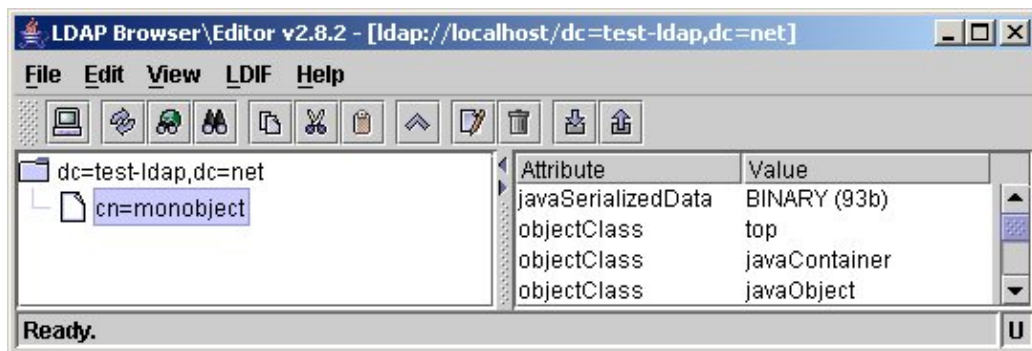 LDAP Browser\Editor v2.8.2 - [ldap://localhost/dc=test-ldap,dc=net]
File Edit View LDIF Help
dc=test-ldap,dc=net
cn=monobject
Attribute Value
javaSerializedData BINARY (93b)
objectClass top
objectClass javaContainer
objectClass javaObject
Ready. U